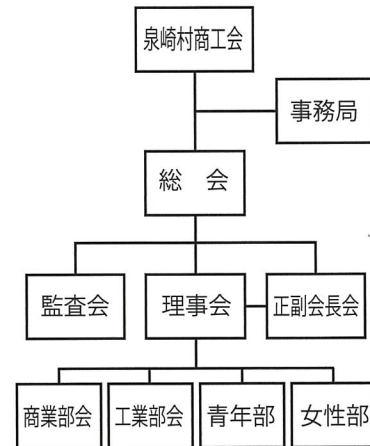 泉崎村商工会
事務局
総　会
監査会
理事会
正副会長会
商業部会
工業部会
青年部
女性部